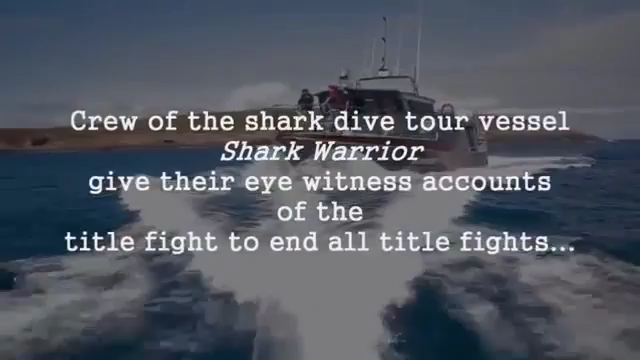 Crew of the shark dive tour vessel
Shark Warrior
give their eye witness accounts
of the
title fight to end all title fights...